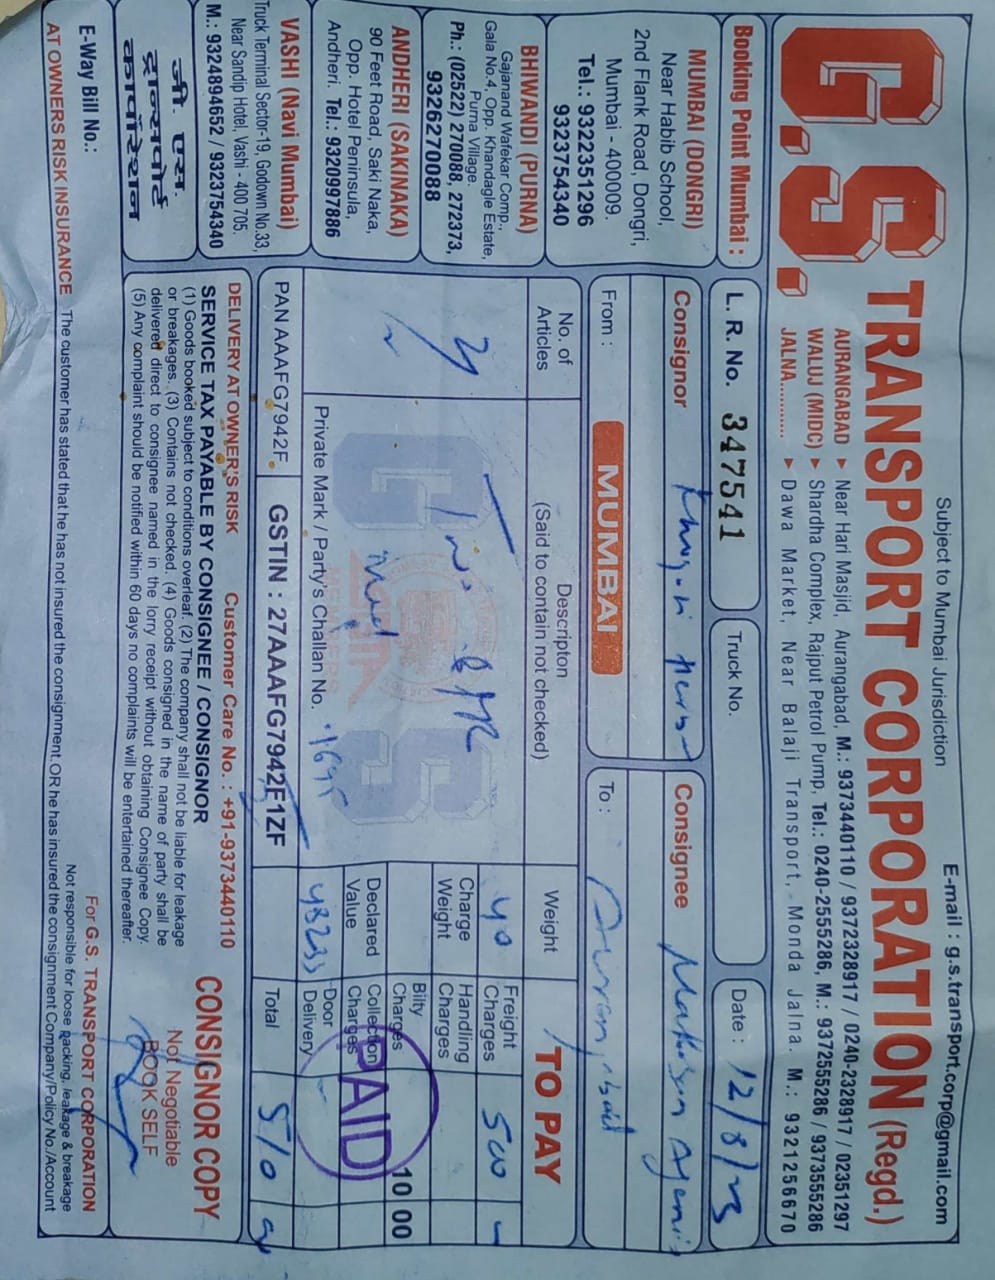 Subject to Mumbai Jurisdiction
E-mail : g.s.transport.corp@gmail.com
G.S. TRANSPORT CORPORATION (Regd.)
AURANGABAD ► Near Hari Masjid, Aurangabad, M.: 9373440110 / 9372328917 / 0240-2328917 / 02351297
WALUJ (MIDC) ► Shardha Complex, Rajput Petrol Pump, Tel.: 0240-2555286, M.: 9372555286 / 9373555286
JALNA.......... ► Dawa Market, Near Balaji Transport, Monda Jalna. M.: 9321256670
Booking Point Mumbai :
MUMBAI (DONGRI)
Near Habib School,
2nd Flank Road, Dongri,
Mumbai - 400009.
Tel.: 9322351296
9323754340
BHIWANDI (PURNA)
Gajanand Wafekar Comp.,
Gala No.4, Opp. Khandagle Estate,
Purna Village.
Ph.: (02522) 270088, 272373,
9326270088
ANDHERI (SAKINAKA)
90 Feet Road, Saki Naka,
Opp. Hotel Peninsula,
Andheri. Tel.: 9320997886
VASHI (Navi Mumbai)
Truck Terminal Sector-19, Godown No.33,
Near Sandip Hotel, Vashi - 400 705.
M.: 9324894652 / 9323754340
जी. एस.
ट्रान्सपोर्ट
कार्पोरेशन
L. R. No. 347541
Truck No.
Date : 12/8/23
Consignor
Consignee
From : MUMBAI
To : Aurangabad
No. of
Articles
Descripton
(Said to contain not checked)
Weight
TO PAY
Freight
Charges 500
Charge
Weight
Handling
Charges
Bilty
Charges 10 00
Declared
Value
Collection
Charges
Door
Delivery
PAID
Private Mark / Party's Challan No.
PAN AAAFG7942F
GSTIN : 27AAAFG7942F1ZF
Total 510
DELIVERY AT OWNER'S RISK Customer Care No. : +91-9373440110
SERVICE TAX PAYABLE BY CONSIGNEE / CONSIGNOR
(1) Goods booked subject to conditions overleaf. (2) The company shall not be liable for leakage
or breakages. (3) Contains not checked. (4) Goods consigned in the name of party shall be
delivered direct to consignee named in the lorry receipt without obtaining Consignee Copy.
(5) Any complaint should be notified within 60 days no complaints will be entertained thereafter.
CONSIGNOR COPY
Not Negotiable
BOOK SELF
E-Way Bill No.:
For G.S. TRANSPORT CORPORATION
Not responsible for loose packing, leakage & breakage
AT OWNERS RISK INSURANCE The customer has stated that he has not insured the consignment. OR he has insured the consignment Company/Policy No./Account